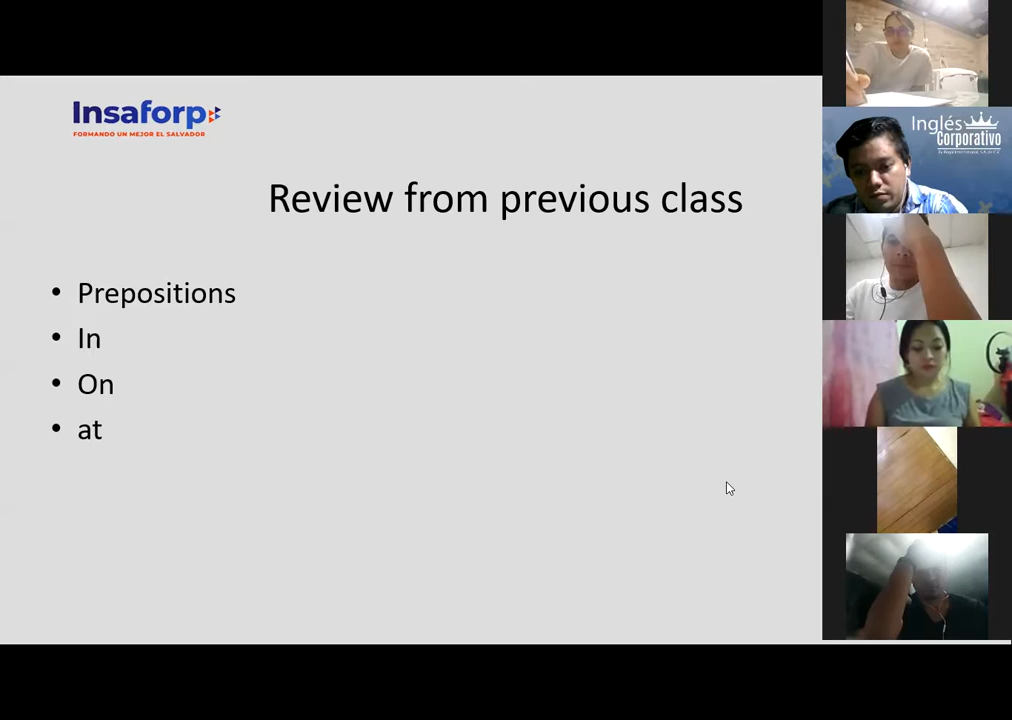 Insaforp
FORMANDO UN MEJOR EL SALVADOR
Review from previous class
• Prepositions
• In
• On
• at
Inglés
Corporativo